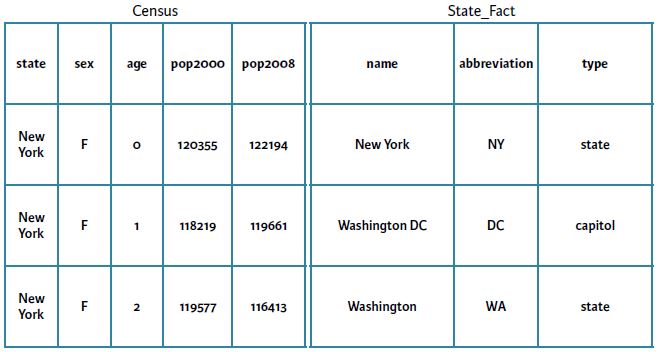 Census State_Fact
state sex age pop2000 pop2008 name abbreviation type
New
York F 0 120355 122194 New York NY state
New
York F 1 118219 119661 Washington DC DC capitol
New
York F 2 119577 116413 Washington WA state